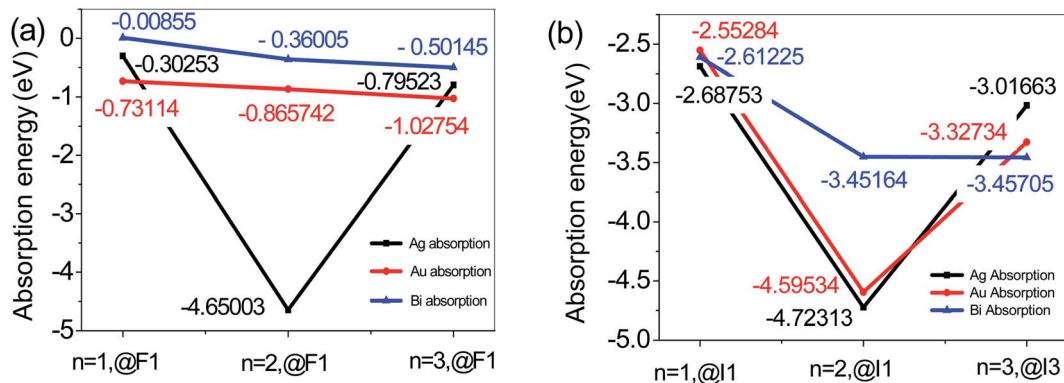 (a)
Absorption energy (eV)
0
-1
-2
-3
-4
-5
-0.00855
-0.36005
-0.50145
-0.30253
-0.79523
-0.73114
-0.865742
-1.02754
-4.65003
Ag absorption
Au absorption
Bi absorption
n=1,@F1
n=2,@F1
n=3,@F1
(b)
Absorption energy(eV)
-2.5
-3.0
-3.5
-4.0
-4.5
-5.0
-2.55284
-2.61225
-2.68753
-3.01663
-3.32734
-3.45164
-3.45705
-4.59534
-4.72313
Ag Absorption
Au Absorption
Bi Absorption
n=1,@I1
n=2,@I1
n=3,@I3